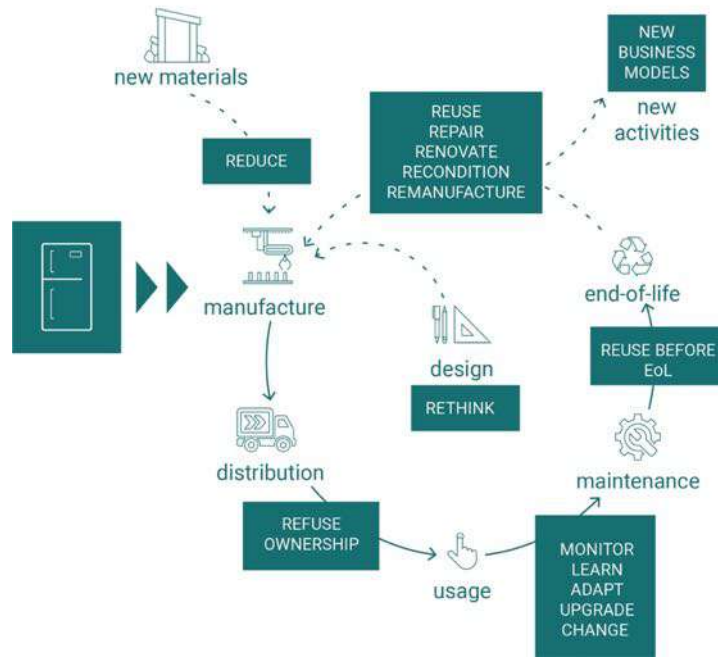 new materials
REDUCE
REUSE
REPAIR
RENOVATE
RECONDITION
REMANUFACTURE
NEW
BUSINESS
MODELS
new
activities
manufacture
design
RETHINK
end-of-life
REUSE BEFORE
EoL
distribution
REFUSE
OWNERSHIP
usage
maintenance
MONITOR
LEARN
ADAPT
UPGRADE
CHANGE